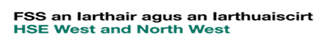 FSS an Iarthair agus an Iarthuaiscirt
HSE West and North West